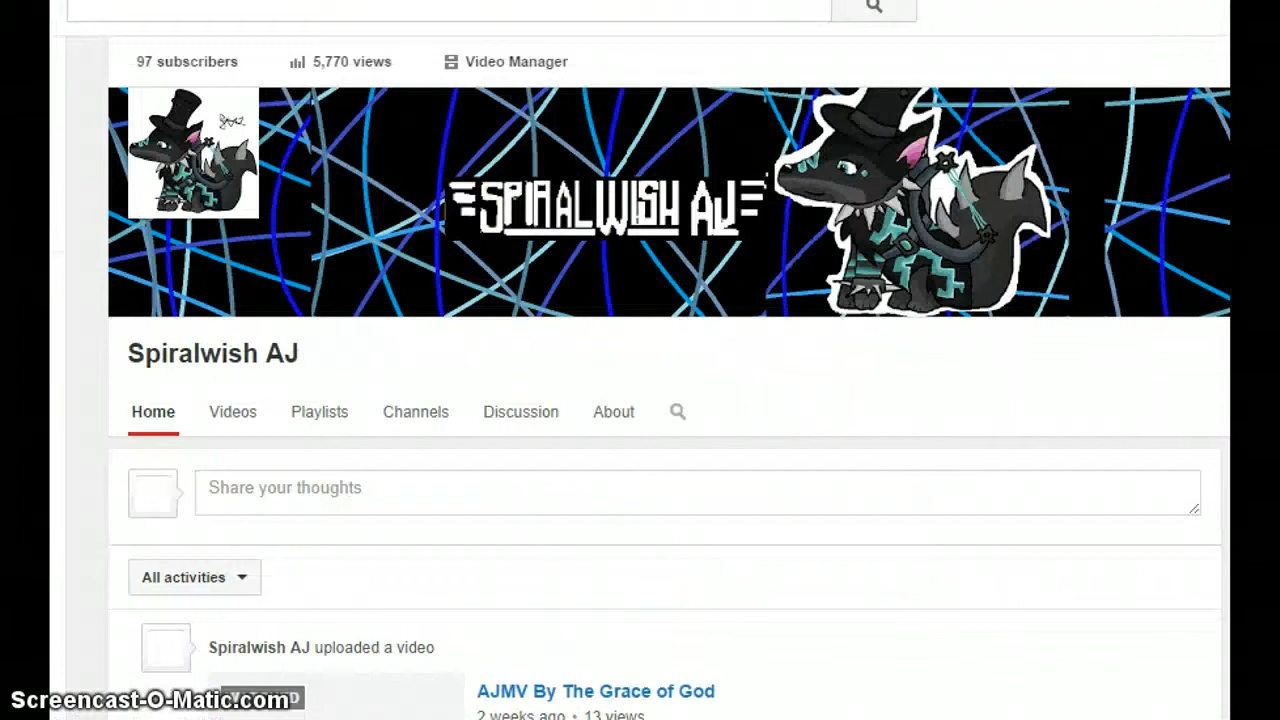 97 subscribers 5,770 views Video Manager
SPIRALWISH AJ
Spiralwish AJ
Home Videos Playlists Channels Discussion About
Share your thoughts
All activities
Spiralwish AJ uploaded a video
AJMV By The Grace of God
2 weeks ago • 13 views
Screencast-O-Matic.com